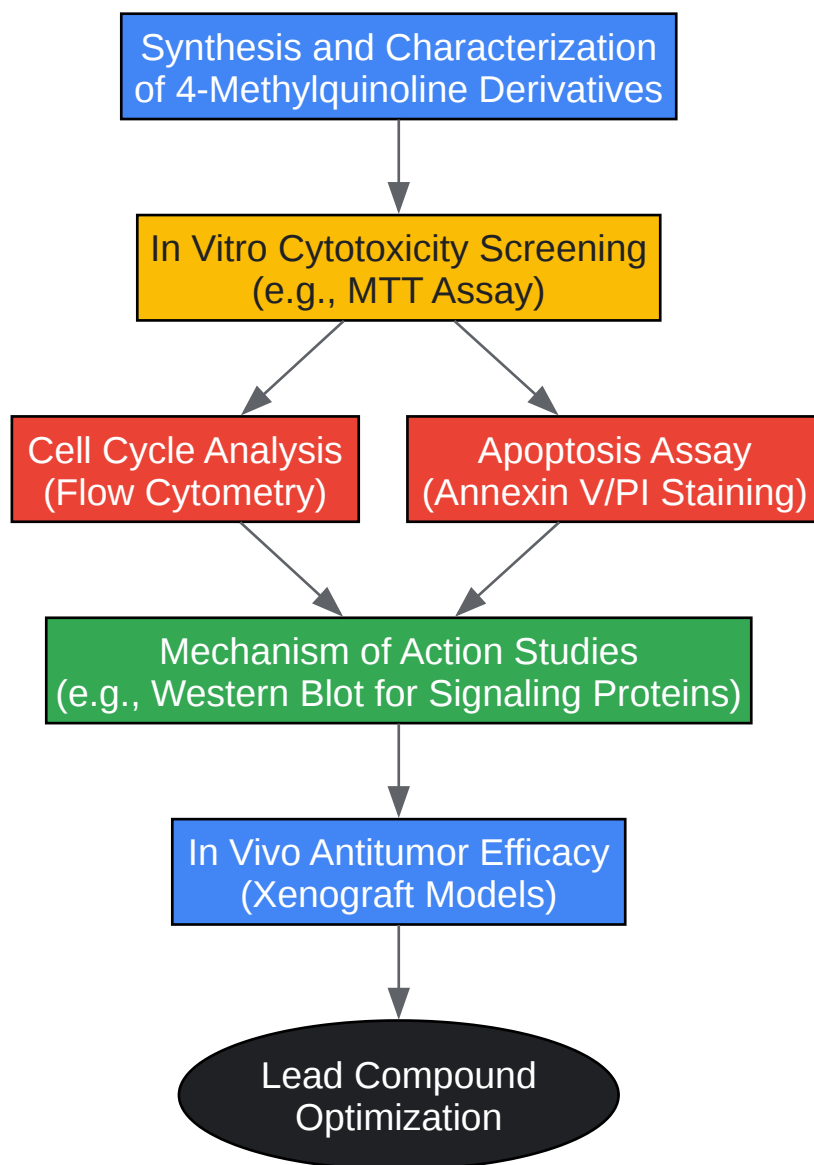 Synthesis and Characterization
of 4-Methylquinoline Derivatives
In Vitro Cytotoxicity Screening
(e.g., MTT Assay)
Cell Cycle Analysis
(Flow Cytometry)
Apoptosis Assay
(Annexin V/PI Staining)
Mechanism of Action Studies
(e.g., Western Blot for Signaling Proteins)
In Vivo Antitumor Efficacy
(Xenograft Models)
Lead Compound
Optimization